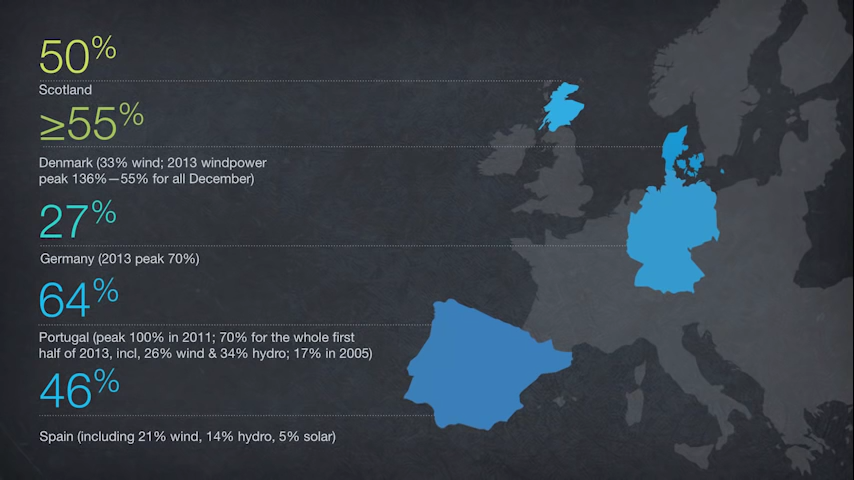 50%
Scotland
≥55%
Denmark (33% wind; 2013 windpower
peak 136%—55% for all December)
27%
Germany (2013 peak 70%)
64%
Portugal (peak 100% in 2011; 70% for the whole first
half of 2013, incl, 26% wind & 34% hydro; 17% in 2005)
46%
Spain (including 21% wind, 14% hydro, 5% solar)